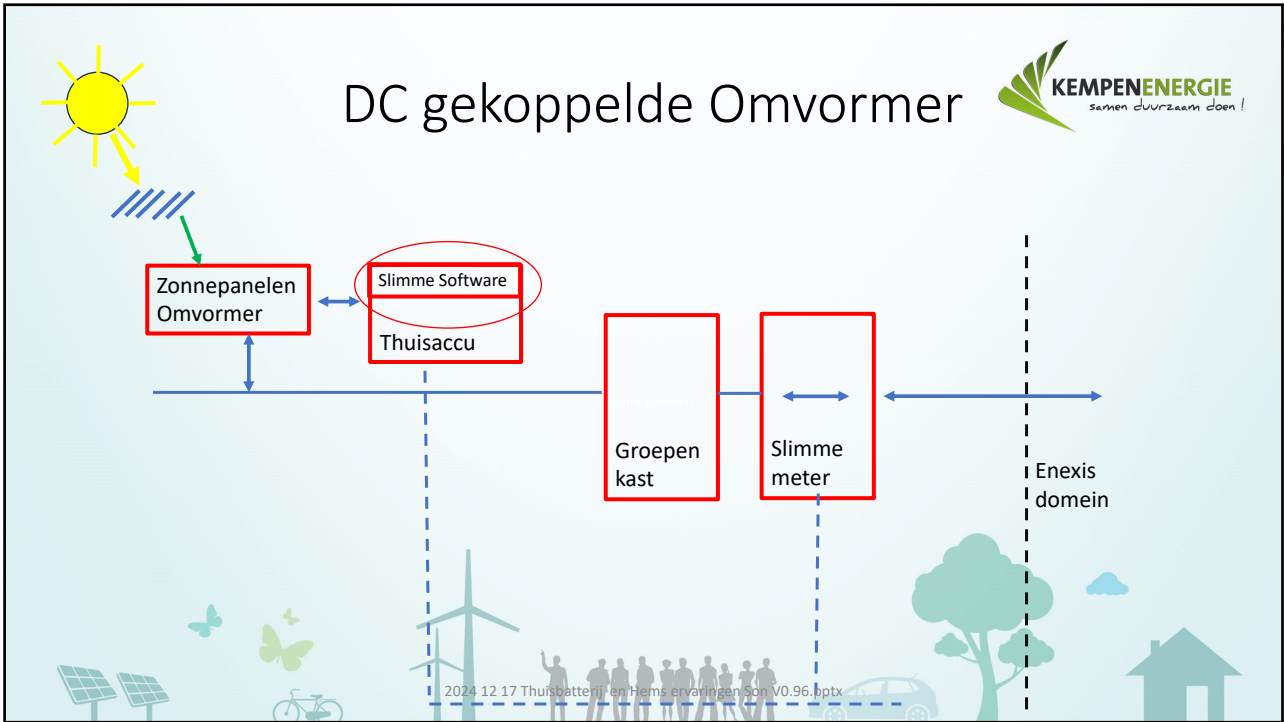 DC gekoppelde Omvormer
KEMPENENERGIE
samen duurzaam doen !
Zonnepanelen
Omvormer
Slimme Software
Thuisaccu
Groepen
kast
Slimme
meter
Enexis
domein
2024 12 17 Thuisbatterij en Hems ervaringen Son V0.96.pptx